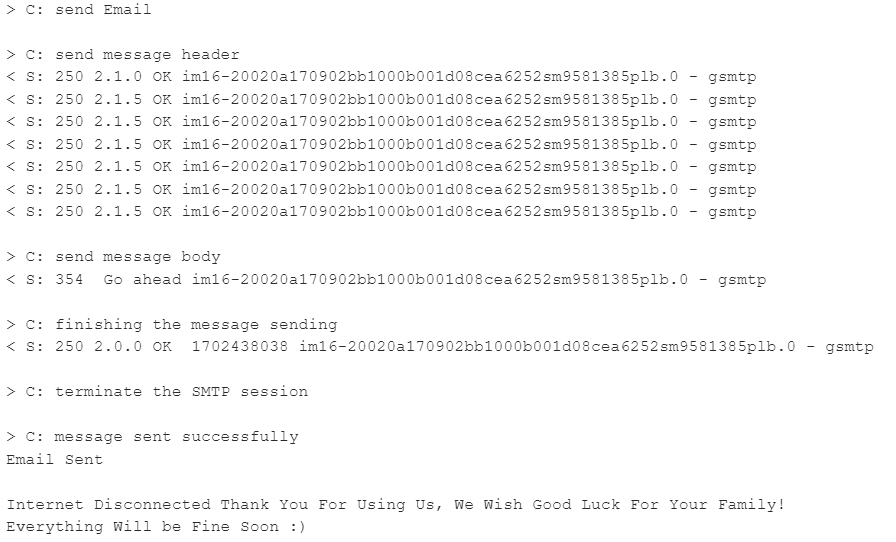 > C: send Email
> C: send message header
< S: 250 2.1.0 OK im16-20020a170902bb1000b001d08cea6252sm9581385plb.0 - gsmtp
< S: 250 2.1.5 OK im16-20020a170902bb1000b001d08cea6252sm9581385plb.0 - gsmtp
< S: 250 2.1.5 OK im16-20020a170902bb1000b001d08cea6252sm9581385plb.0 - gsmtp
< S: 250 2.1.5 OK im16-20020a170902bb1000b001d08cea6252sm9581385plb.0 - gsmtp
< S: 250 2.1.5 OK im16-20020a170902bb1000b001d08cea6252sm9581385plb.0 - gsmtp
< S: 250 2.1.5 OK im16-20020a170902bb1000b001d08cea6252sm9581385plb.0 - gsmtp
< S: 250 2.1.5 OK im16-20020a170902bb1000b001d08cea6252sm9581385plb.0 - gsmtp
> C: send message body
< S: 354  Go ahead im16-20020a170902bb1000b001d08cea6252sm9581385plb.0 - gsmtp
> C: finishing the message sending
< S: 250 2.0.0 OK  1702438038 im16-20020a170902bb1000b001d08cea6252sm9581385plb.0 - gsmtp
> C: terminate the SMTP session
> C: message sent successfully
Email Sent
Internet Disconnected Thank You For Using Us, We Wish Good Luck For Your Family!
Everything Will be Fine Soon :)